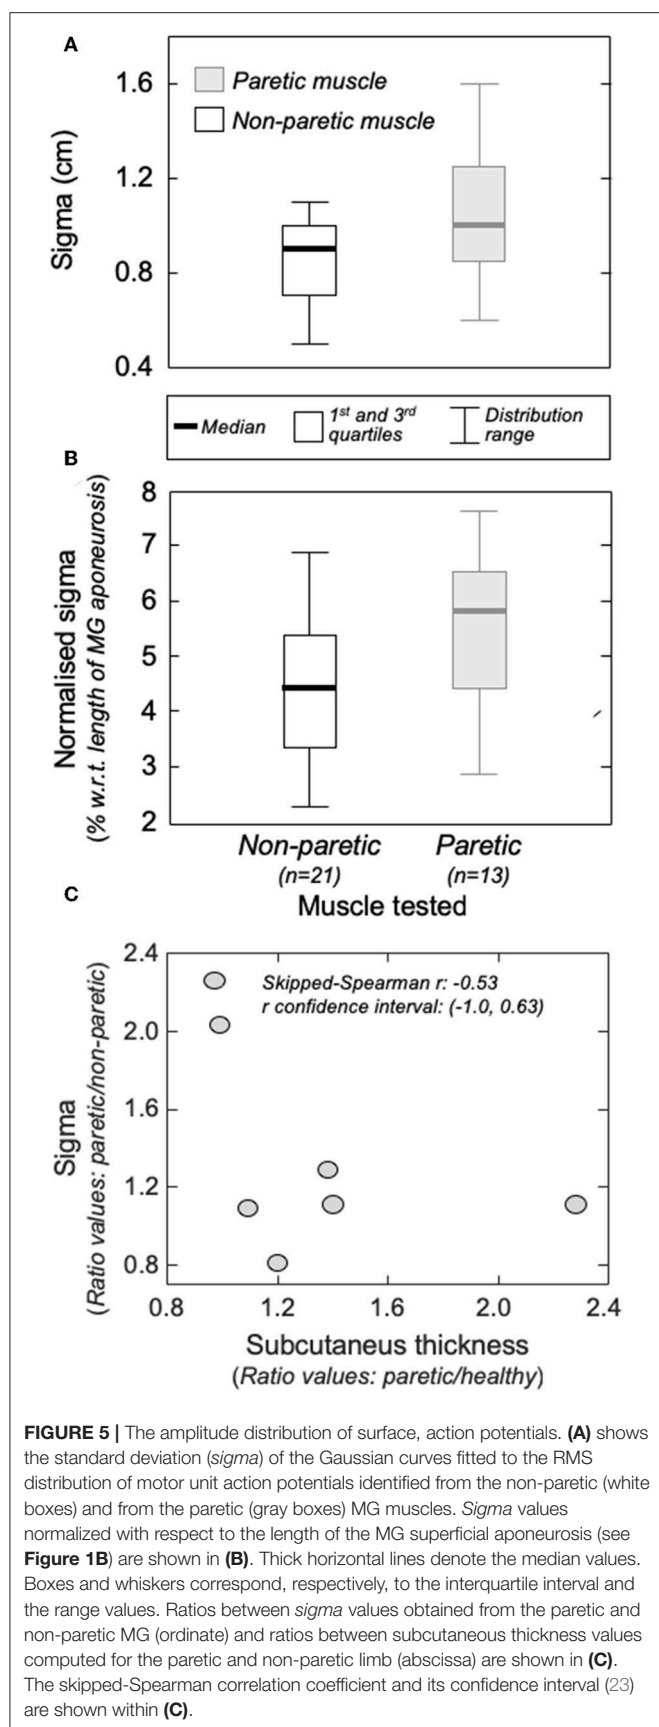 A
1.6
1.2
0.8
0.4
Sigma (cm)
Paretic muscle
Non-paretic muscle
Median
1st and 3rd
quartiles
Distribution
range
B
8
7
6
5
4
3
2
Normalised sigma
(% w.r.t. length of MG aponeurosis)
Non-paretic
(n=21)
Paretic
(n=13)
Muscle tested
C
2.4
2.0
1.6
1.2
0.8
Sigma
(Ratio values: paretic/non-paretic)
Skipped-Spearman r: -0.53
r confidence interval: (-1.0, 0.63)
0.8 1.2 1.6 2.0 2.4
Subcutaneus thickness
(Ratio values: paretic/healthy)
FIGURE 5 | The amplitude distribution of surface, action potentials. (A) shows
the standard deviation (sigma) of the Gaussian curves fitted to the RMS
distribution of motor unit action potentials identified from the non-paretic (white
boxes) and from the paretic (gray boxes) MG muscles. Sigma values
normalized with respect to the length of the MG superficial aponeurosis (see
Figure 1B) are shown in (B). Thick horizontal lines denote the median values.
Boxes and whiskers correspond, respectively, to the interquartile interval and
the range values. Ratios between sigma values obtained from the paretic and
non-paretic MG (ordinate) and ratios between subcutaneous thickness values
computed for the paretic and non-paretic limb (abscissa) are shown in (C).
The skipped-Spearman correlation coefficient and its confidence interval (23)
are shown within (C).